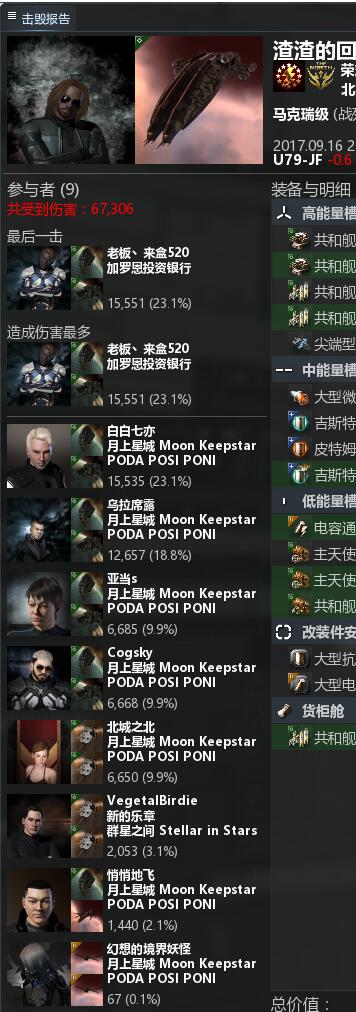 击毁报告
渣渣的回
荣
北
马克瑞级 (战
2017.09.16 2
U79-JF -0.6
参与者 (9)
共受到伤害：67,306
最后一击
老板、来盒520
加罗恩投资银行
15,551 (23.1%)
造成伤害最多
老板、来盒520
加罗恩投资银行
15,551 (23.1%)
白白七亦
月上星城 Moon Keepstar
PODA POSI PONI
15,535 (23.1%)
乌拉席露
月上星城 Moon Keepstar
PODA POSI PONI
12,657 (18.8%)
亚当s
月上星城 Moon Keepstar
PODA POSI PONI
6,685 (9.9%)
Cogsky
月上星城 Moon Keepstar
PODA POSI PONI
6,668 (9.9%)
北城之北
月上星城 Moon Keepstar
PODA POSI PONI
6,650 (9.9%)
VegetalBirdie
新的乐章
群星之间 Stellar in Stars
2,053 (3.1%)
悄悄地飞
月上星城 Moon Keepstar
PODA POSI PONI
1,440 (2.1%)
幻想的境界妖怪
月上星城 Moon Keepstar
PODA POSI PONI
67 (0.1%)
装备与明细
高能量槽
共和舰
共和舰
共和舰
共和舰
尖端型
中能量槽
大型微
吉斯特
皮特姆
吉斯特
低能量槽
电容通
主天使
主天使
共和舰
改装件安
大型抗
大型电
货柜舱
共和舰
总价值：